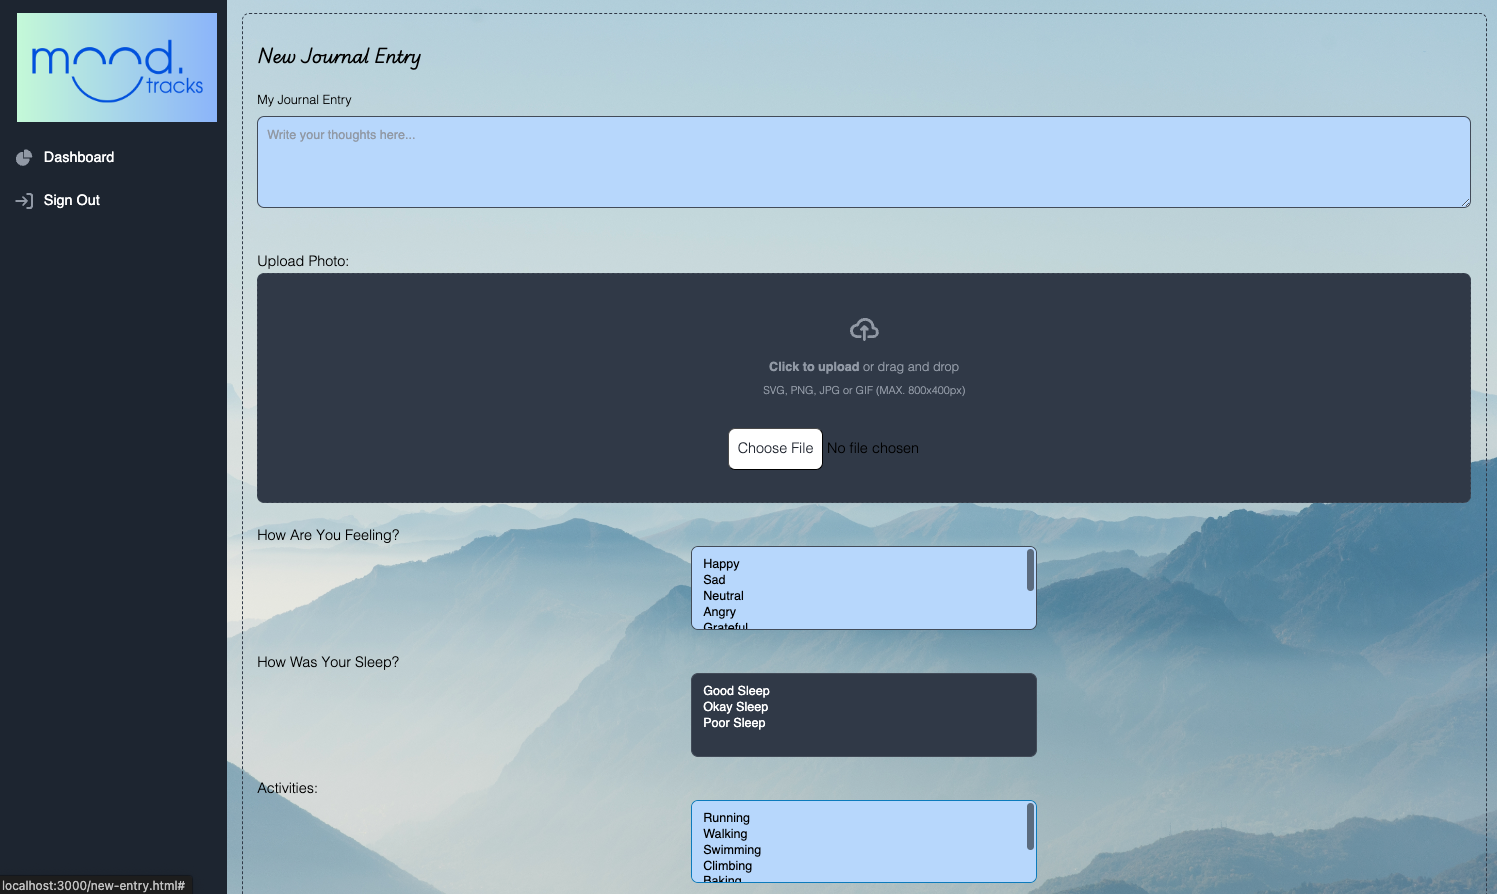 mood.
tracks
Dashboard
Sign Out
New Journal Entry
My Journal Entry
Write your thoughts here...
Upload Photo:
Click to upload or drag and drop
SVG, PNG, JPG or GIF (MAX. 800x400px)
Choose File No file chosen
How Are You Feeling?
Happy
Sad
Neutral
Angry
Grateful
How Was Your Sleep?
Good Sleep
Okay Sleep
Poor Sleep
Activities:
Running
Walking
Swimming
Climbing
Baking
localhost:3000/new-entry.html#